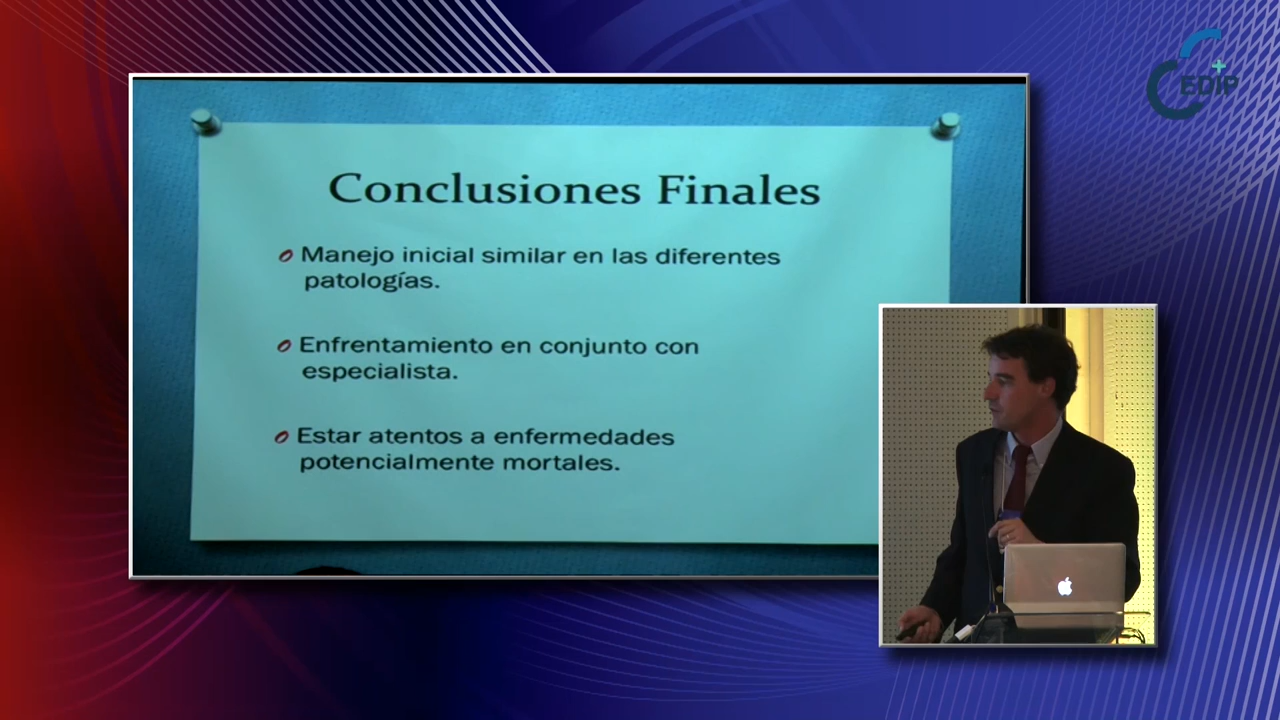 CEDIP
Conclusiones Finales
Manejo inicial similar en las diferentes
patologías.
Enfrentamiento en conjunto con
especialista.
Estar atentos a enfermedades
potencialmente mortales.